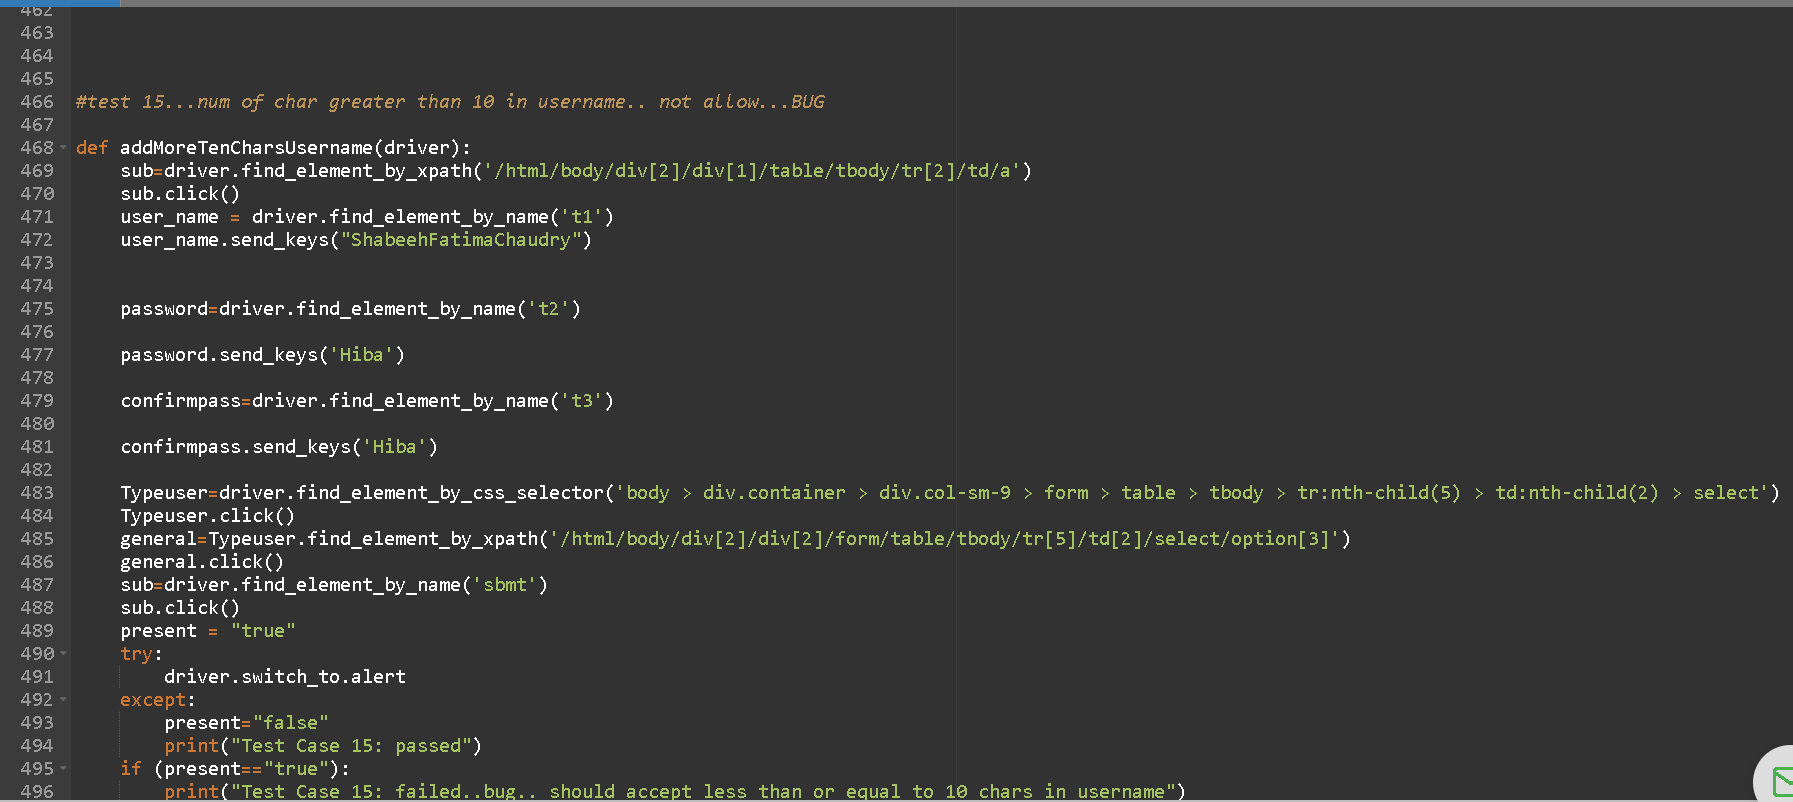 462
463
464
465
466 #test 15...num of char greater than 10 in username.. not allow...BUG
467
468 def addMoreTenCharsUsername(driver):
469 sub=driver.find_element_by_xpath('/html/body/div[2]/div[1]/table/tbody/tr[2]/td/a')
470 sub.click()
471 user_name = driver.find_element_by_name('t1')
472 user_name.send_keys("ShabeehFatimaChaudry")
473
474
475 password=driver.find_element_by_name('t2')
476
477 password.send_keys('Hiba')
478
479 confirmpass=driver.find_element_by_name('t3')
480
481 confirmpass.send_keys('Hiba')
482
483 Typeuser=driver.find_element_by_css_selector('body > div.container > div.col-sm-9 > form > table > tbody > tr:nth-child(5) > td:nth-child(2) > select')
484 Typeuser.click()
485 general=Typeuser.find_element_by_xpath('/html/body/div[2]/div[2]/form/table/tbody/tr[5]/td[2]/select/option[3]')
486 general.click()
487 sub=driver.find_element_by_name('sbmt')
488 sub.click()
489 present = "true"
490 try:
491 driver.switch_to.alert
492 except:
493 present="false"
494 print("Test Case 15: passed")
495 if (present=="true"):
496 print("Test Case 15: failed..bug.. should accept less than or equal to 10 chars in username")